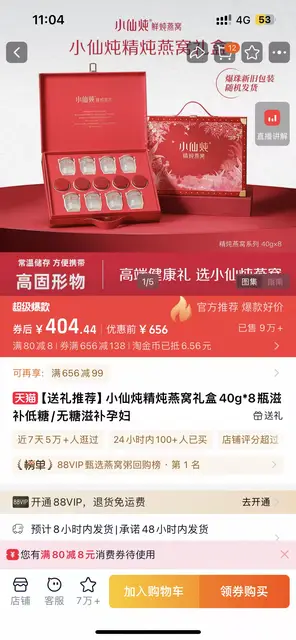 11:04
4G 53
小仙炖 鲜炖燕窝
小仙炖精炖燕窝礼盒
12
爆珠新旧包装
随机发货
直播讲解
小仙炖
精炖燕窝系列 40g×8
常温储存 方便携带
高固形物
高端健康礼 选小仙炖燕窝
1/5
图集
指南
超级爆款
官方推荐 爆款好价
券后 ¥404.44 优惠前 ¥656
已售 9万+
满80减8 券满656减138 淘金币已抵6.56元
可再享: 满656减99
天猫【送礼推荐】小仙炖精炖燕窝礼盒40g*8瓶滋补低糖/无糖滋补孕妇
送礼
近7天5万+人逛过
24小时内100+人已买
店铺评分超过
榜单 88VIP甄选燕窝粥回购榜·第1名
88VIP 开通88VIP，退货免运费
去开通
预计8小时内发货|承诺48小时内发货
您有满80减8元消费券待使用
店铺
客服
7万+
加入购物车
领券购买